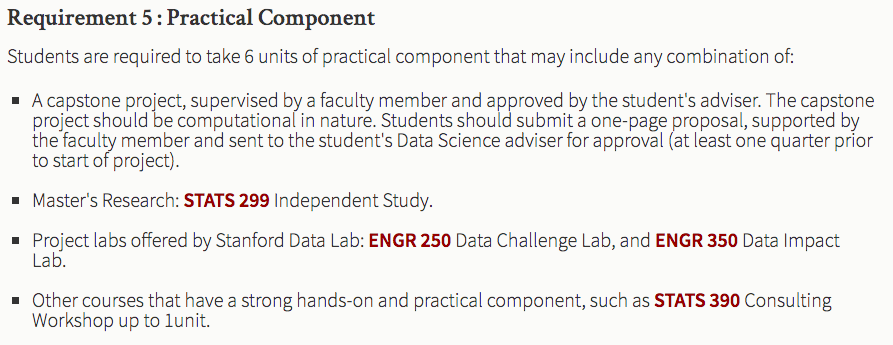 Requirement 5 : Practical Component
Students are required to take 6 units of practical component that may include any combination of:
A capstone project, supervised by a faculty member and approved by the student's adviser. The capstone
project should be computational in nature. Students should submit a one-page proposal, supported by
the faculty member and sent to the student's Data Science adviser for approval (at least one quarter prior
to start of project).
Master's Research: STATS 299 Independent Study.
Project labs offered by Stanford Data Lab: ENGR 250 Data Challenge Lab, and ENGR 350 Data Impact
Lab.
Other courses that have a strong hands-on and practical component, such as STATS 390 Consulting
Workshop up to 1unit.